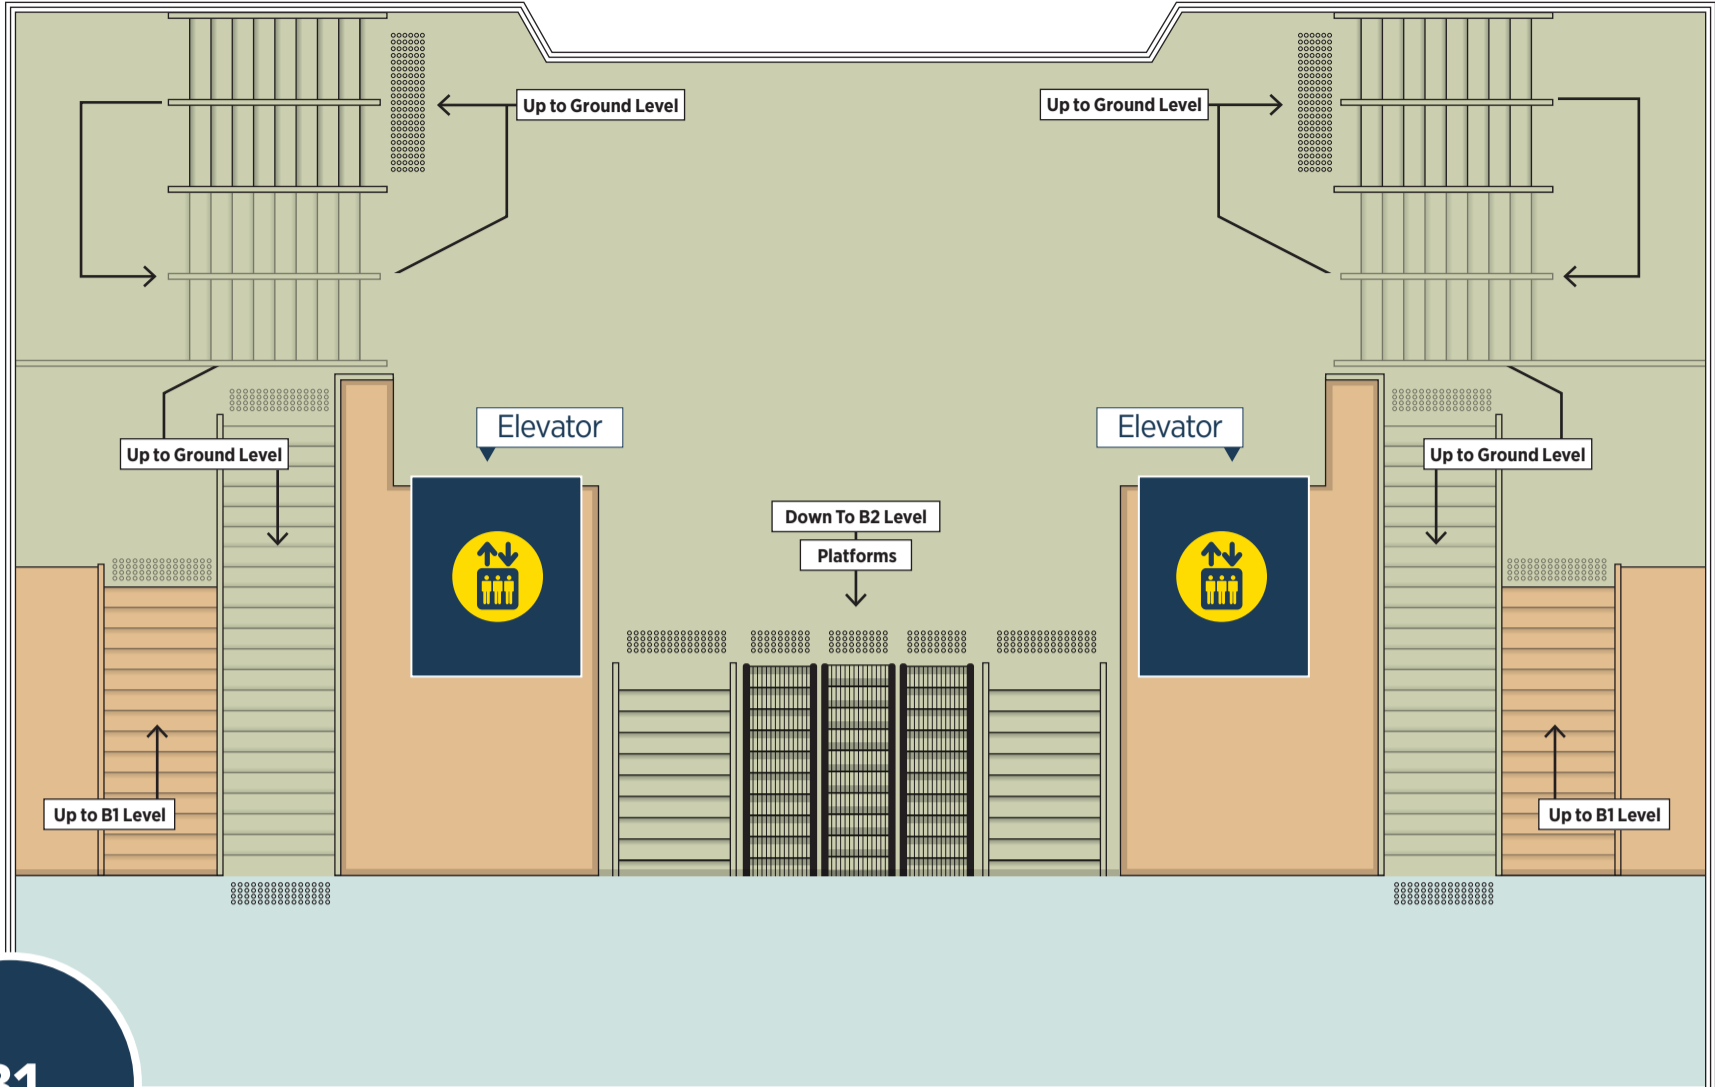 Up to Ground Level
Up to Ground Level
Elevator
Elevator
Up to Ground Level
Up to Ground Level
Down To B2 Level
Platforms
Up to B1 Level
Up to B1 Level
B1